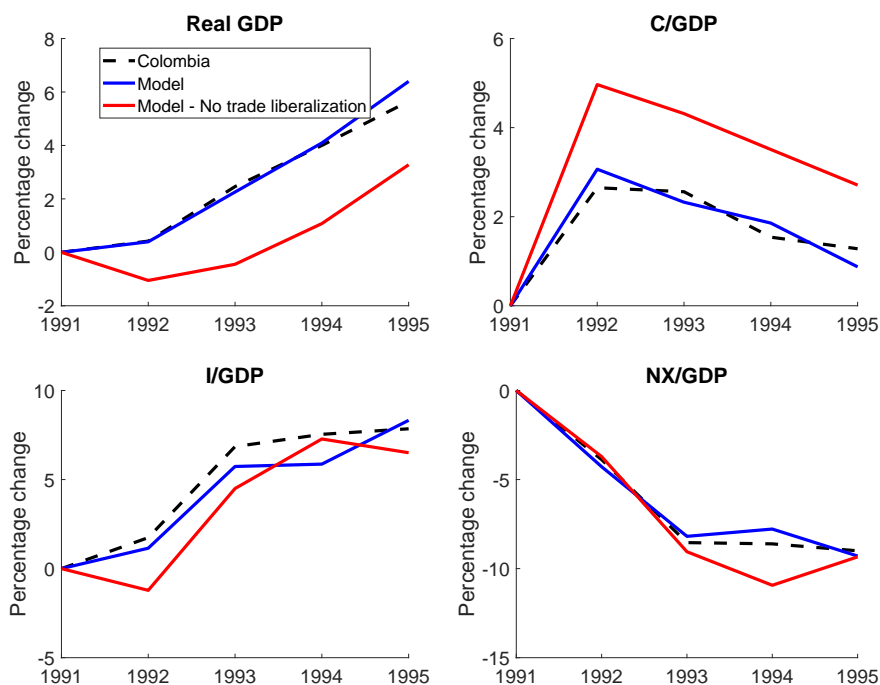 Real GDP
Percentage change
8
6
4
2
0
-2
1991 1992 1993 1994 1995
Colombia
Model
Model - No trade liberalization
C/GDP
Percentage change
6
4
2
0
1991 1992 1993 1994 1995
I/GDP
Percentage change
10
5
0
-5
1991 1992 1993 1994 1995
NX/GDP
Percentage change
0
-5
-10
-15
1991 1992 1993 1994 1995